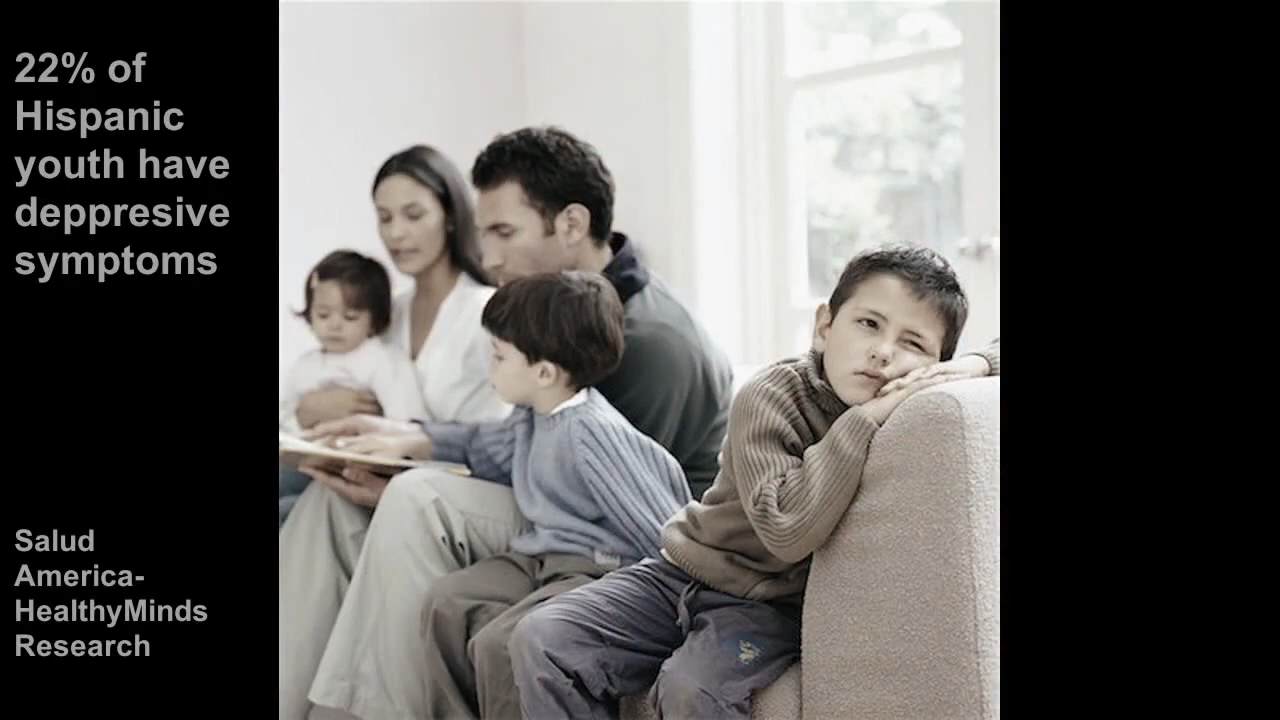 22% of
Hispanic
youth have
deppresive
symptoms
Salud
America-
HealthyMinds
Research